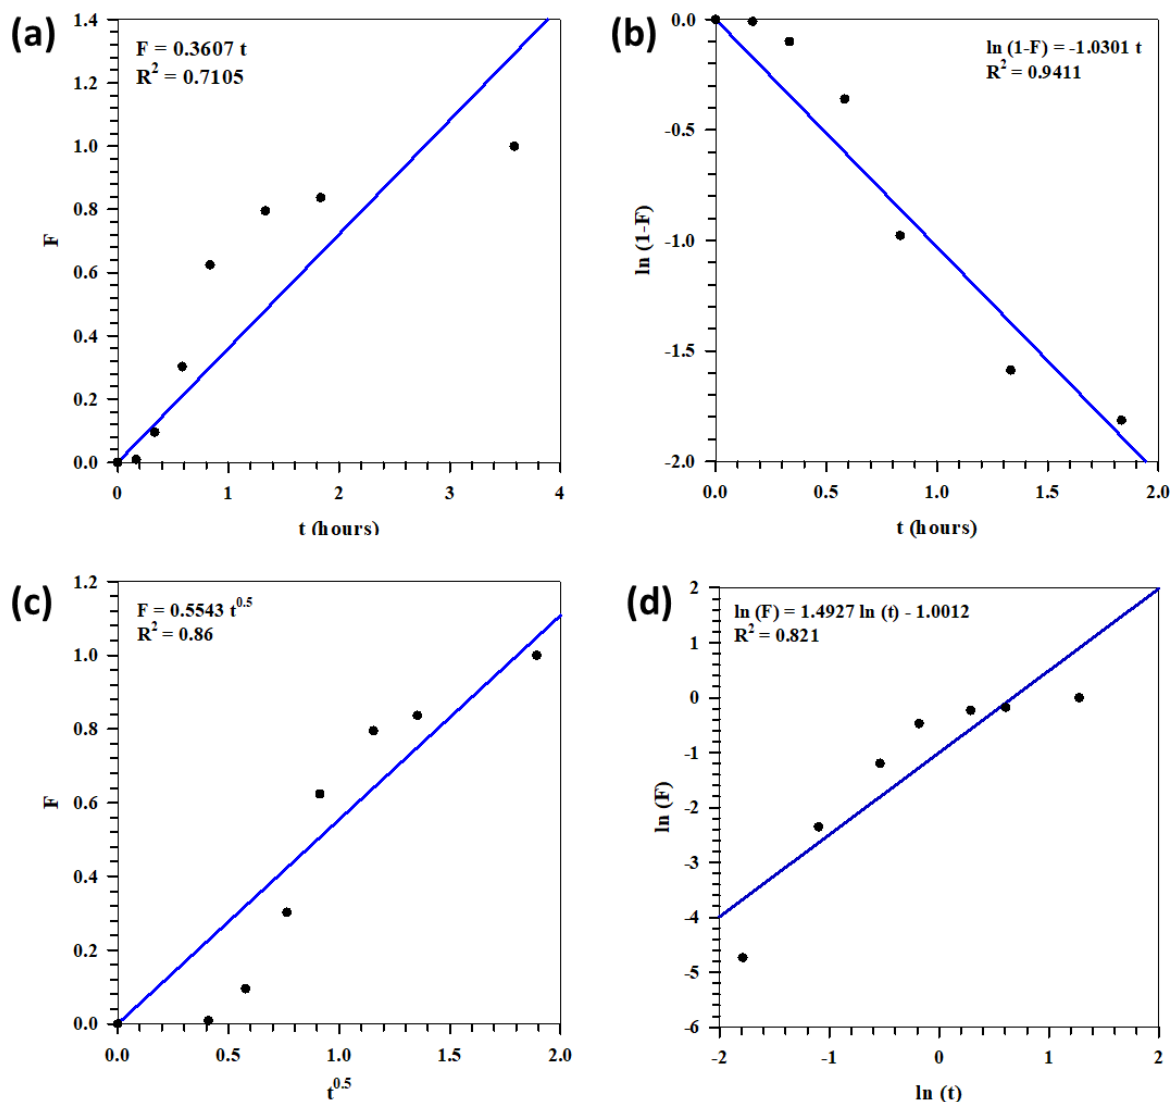 (a)
F = 0.3607 t
R² = 0.7105
1.4
1.2
1.0
0.8
0.6
0.4
0.2
0.0
F
0 1 2 3 4
t (hours)
(b)
ln (1-F) = -1.0301 t
R² = 0.9411
0.0
-0.5
-1.0
-1.5
-2.0
ln (1-F)
0.0 0.5 1.0 1.5 2.0
t (hours)
(c)
F = 0.5543 t⁰·⁵
R² = 0.86
1.2
1.0
0.8
0.6
0.4
0.2
0.0
F
0.0 0.5 1.0 1.5 2.0
t⁰·⁵
(d)
ln (F) = 1.4927 ln (t) - 1.0012
R² = 0.821
2
1
0
-1
-2
-3
-4
-5
-6
ln (F)
-2 -1 0 1 2
ln (t)